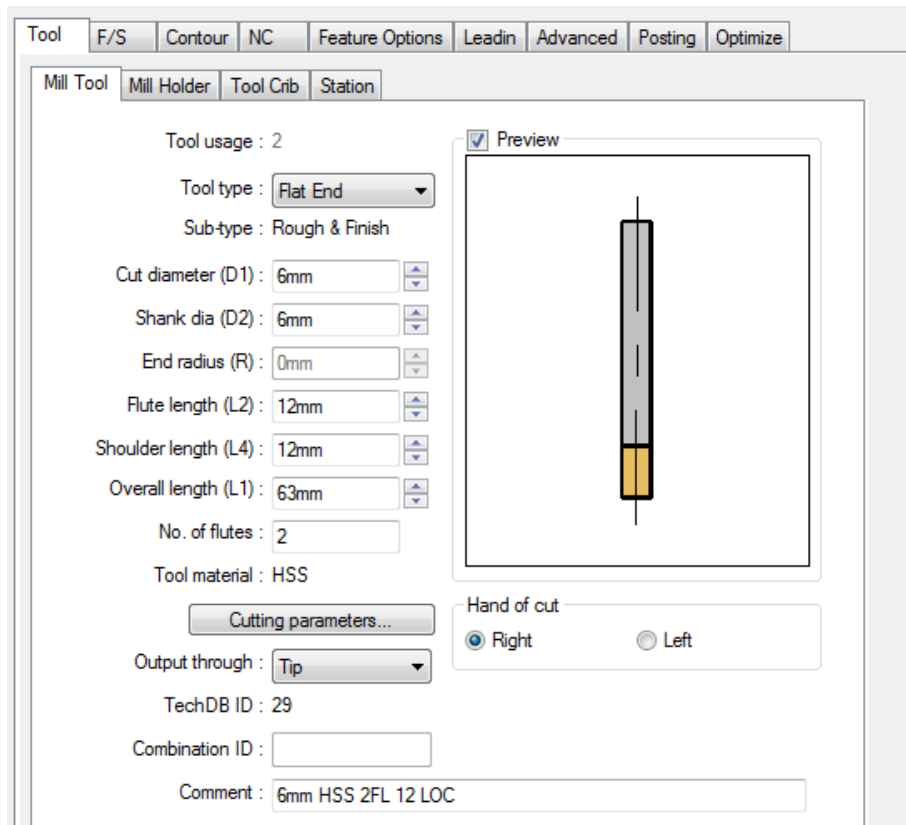 Tool F/S Contour NC Feature Options Leadin Advanced Posting Optimize
Mill Tool Mill Holder Tool Crib Station
Tool usage : 2
Preview
Tool type : Flat End
Sub-type : Rough & Finish
Cut diameter (D1) : 6mm
Shank dia (D2) : 6mm
End radius (R) : 0mm
Flute length (L2) : 12mm
Shoulder length (L4) : 12mm
Overall length (L1) : 63mm
No. of flutes : 2
Tool material : HSS
Cutting parameters...
Hand of cut
Right Left
Output through : Tip
TechDB ID : 29
Combination ID :
Comment : 6mm HSS 2FL 12 LOC